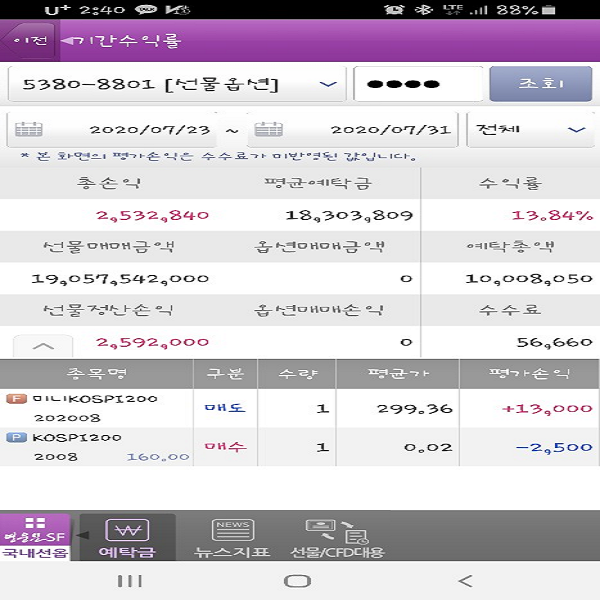 U+ 2:40 LTE 88%
이전 기간수익률
5380-8801 [선물옵션] ●●●● 조회
2020/07/23 ~ 2020/07/31 전체
* 본 화면의 평가손익은 수수료가 미반영된 값입니다.
총손익 평균예탁금 수익률
2,532,840 18,303,809 13.84%
선물매매금액 옵션매매금액 예탁총액
19,057,542,000 0 10,008,050
선물정산손익 옵션매매손익 수수료
2,592,000 0 56,660
종목명 구분 수량 평균가 평가손익
F 미니KOSPI200 매도 1 299.36 +13,000
202008
P KOSPI200 매수 1 0.02 -2,500
2008 160.00
영웅문SF NEWS
국내선옵 예탁금 뉴스지표 선물/CFD대용